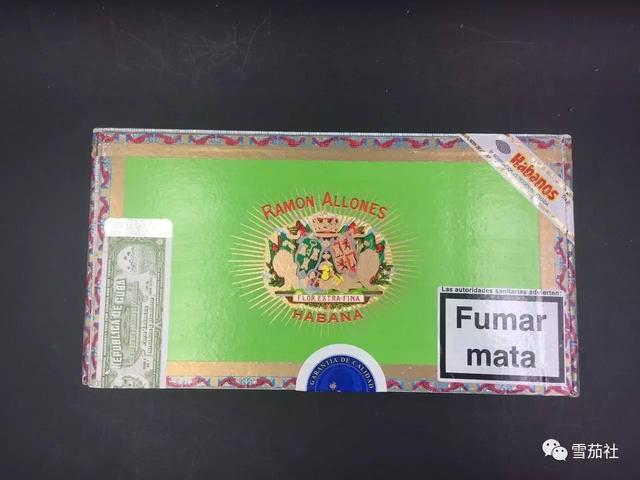 Habanos
RAMON ALLONES
FLOR EXTRA-FINA
HABANA
REPUBLICA DE CUBA
Las autoridades sanitarias advierten:
Fumar
mata
GARANTIA DE CALIDAD
雪茄社